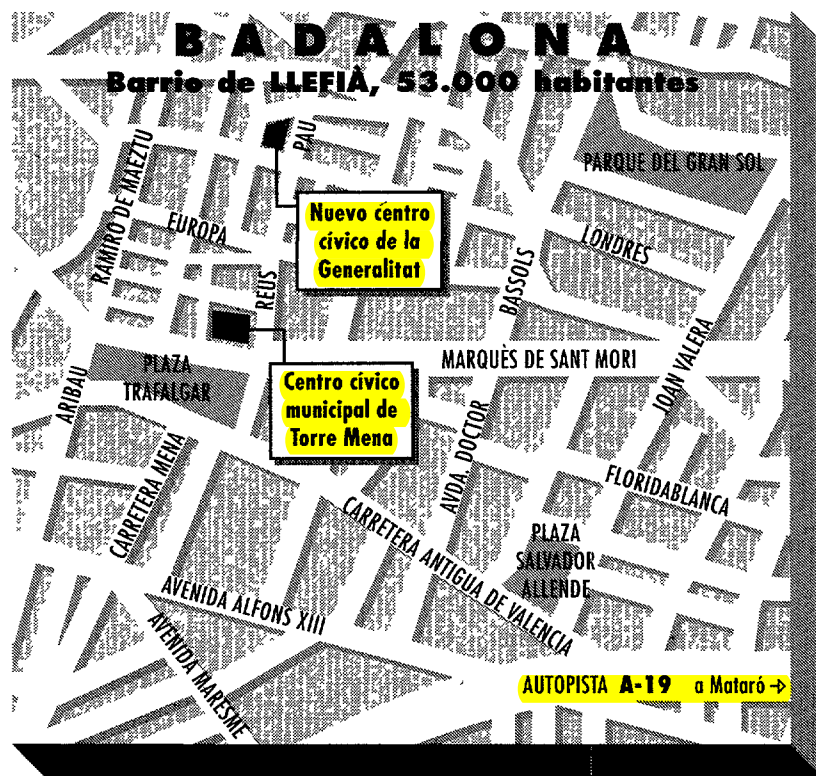 BADALONA
Barrio de LLEFIÀ, 53.000 habitantes
PAU
RAMIRO DE MAEZTU
PARQUE DEL GRAN SOL
Nuevo centro
cívico de la
Generalitat
EUROPA
LONDRES
REUS
BASSOLS
PLAZA
TRAFALGAR
MARQUÈS DE SANT MORI
JOAN VALERA
ARIBAU
Centro cívico
municipal de
Torre Mena
CARRETERA MENA
AVDA. DOCTOR
FLORIDABLANCA
CARRETERA ANTIGUA DE VALENCIA
PLAZA
SALVADOR
ALLENDE
AVENIDA ALFONS XIII
AVENIDA MARESME
AUTOPISTA A-19 a Mataró →